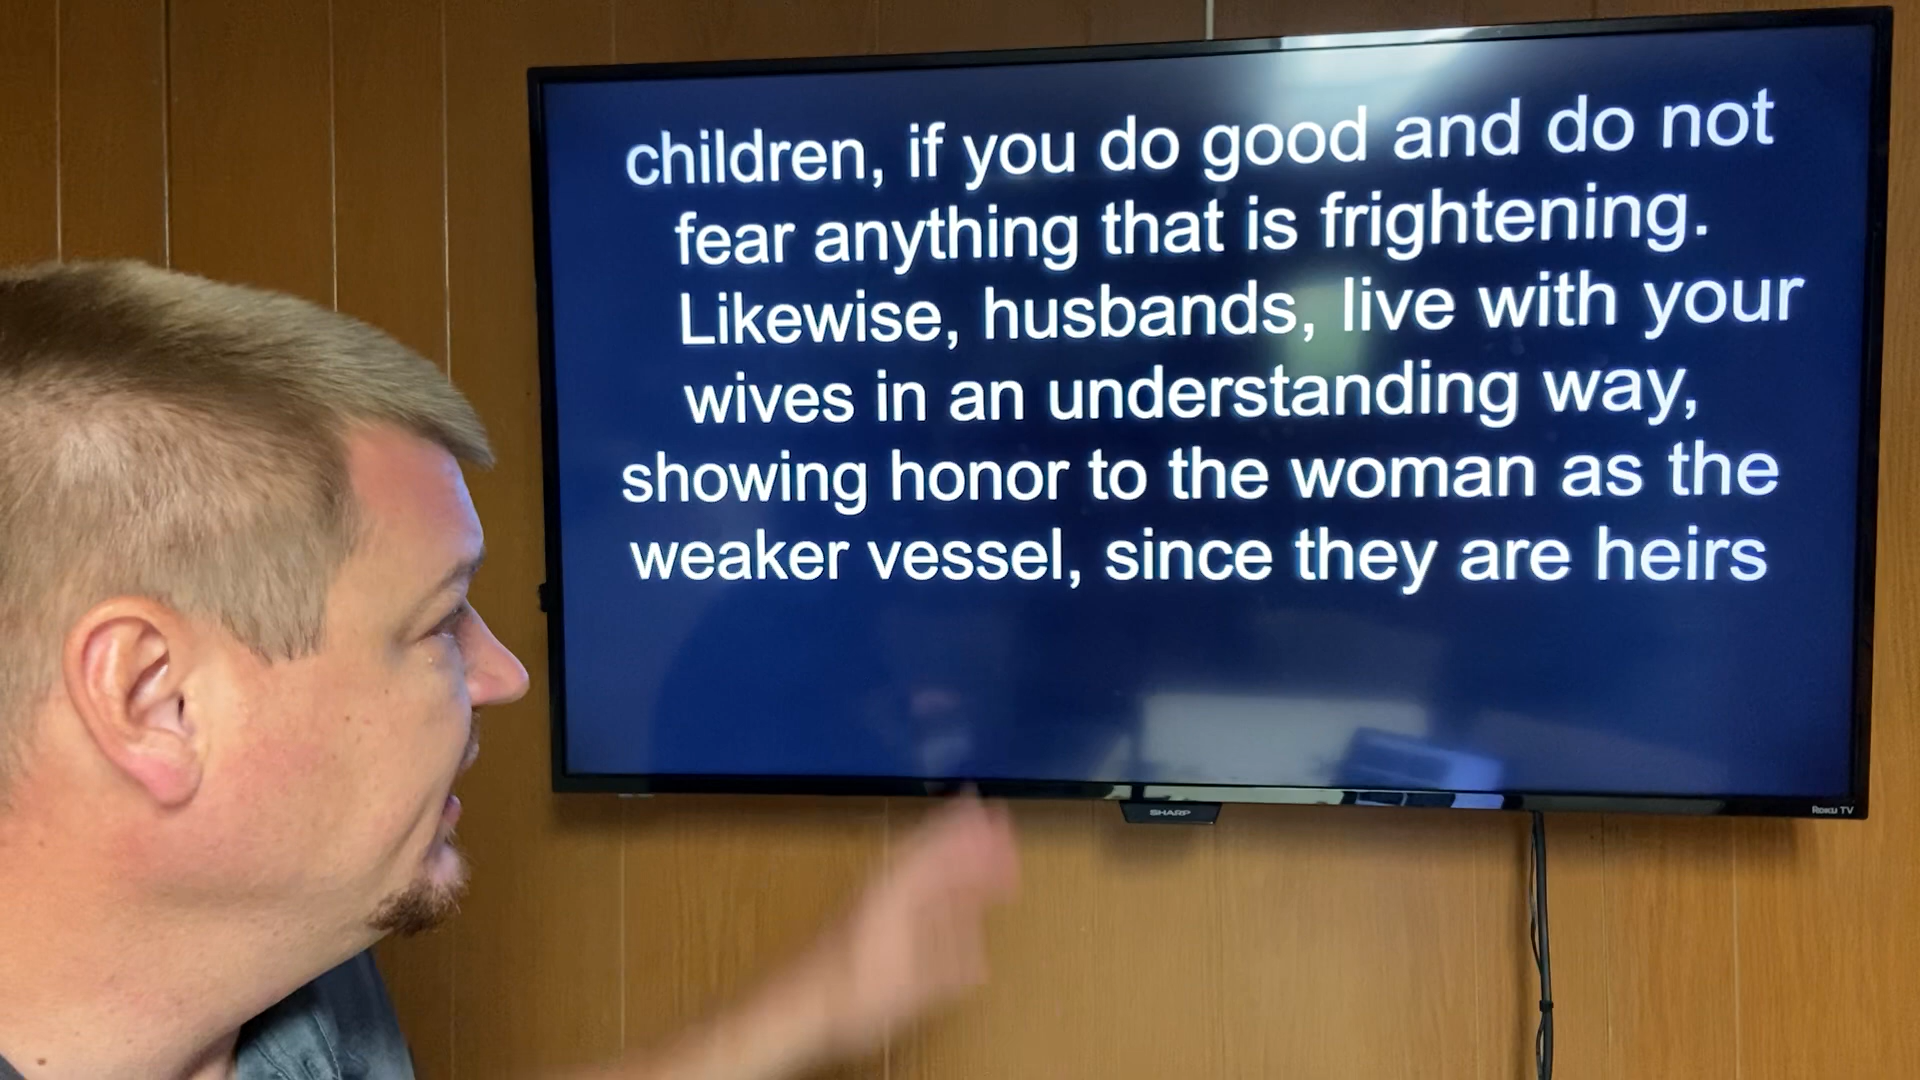 children, if you do good and do not
fear anything that is frightening.
Likewise, husbands, live with your
wives in an understanding way,
showing honor to the woman as the
weaker vessel, since they are heirs
SHARP
Roku TV